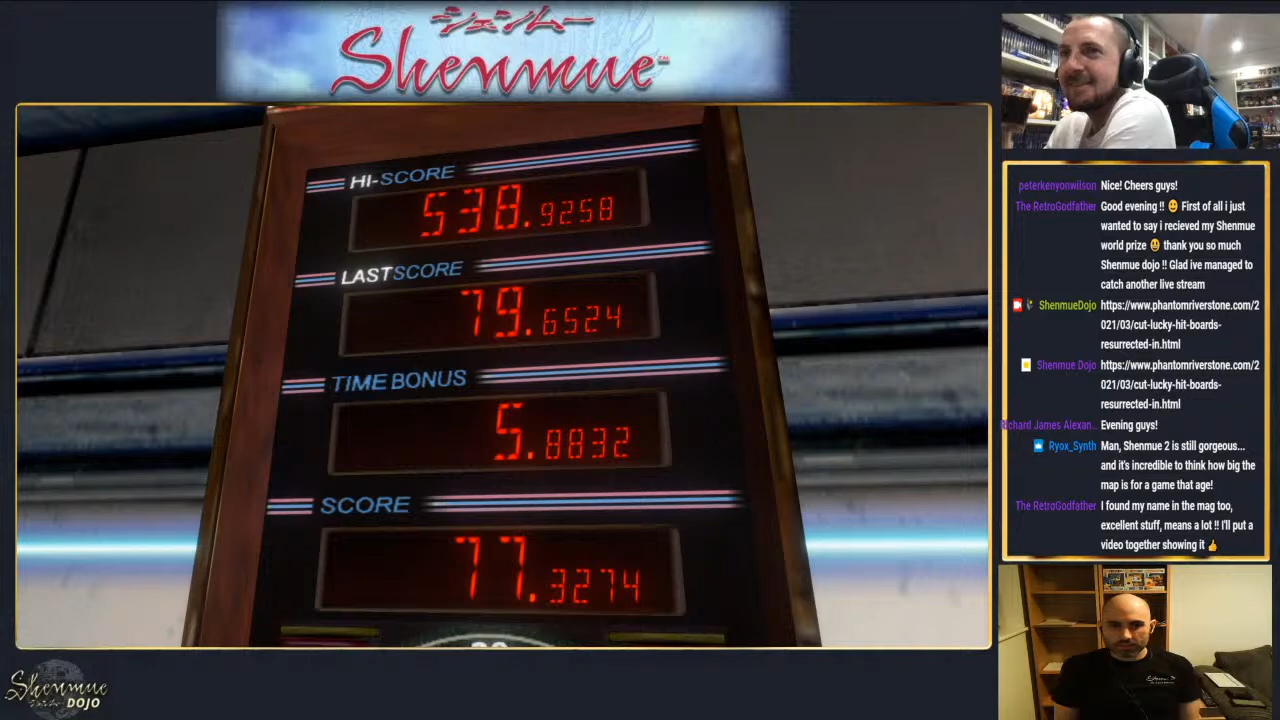 シェンムー
Shenmue™
HI-SCORE
538.9258
LAST SCORE
79.6524
TIME BONUS
5.8832
SCORE
77.3274
peterkenyonwilson Nice! Cheers guys!
The RetroGodfather Good evening !! 😃 First of all i just
wanted to say i recieved my Shenmue
world prize 😃 thank you so much
Shenmue dojo !! Glad ive managed to
catch another live stream
ShenmueDojo https://www.phantomriverstone.com/2
021/03/cut-lucky-hit-boards-
resurrected-in.html
Shenmue Dojo https://www.phantomriverstone.com/2
021/03/cut-lucky-hit-boards-
resurrected-in.html
Richard James Alexan... Evening guys!
Ryox_Synth Man, Shenmue 2 is still gorgeous...
and it's incredible to think how big the
map is for a game that age!
The RetroGodfather I found my name in the mag too,
excellent stuff, means a lot !! I'll put a
video together showing it 👍
Shenmue
DOJO